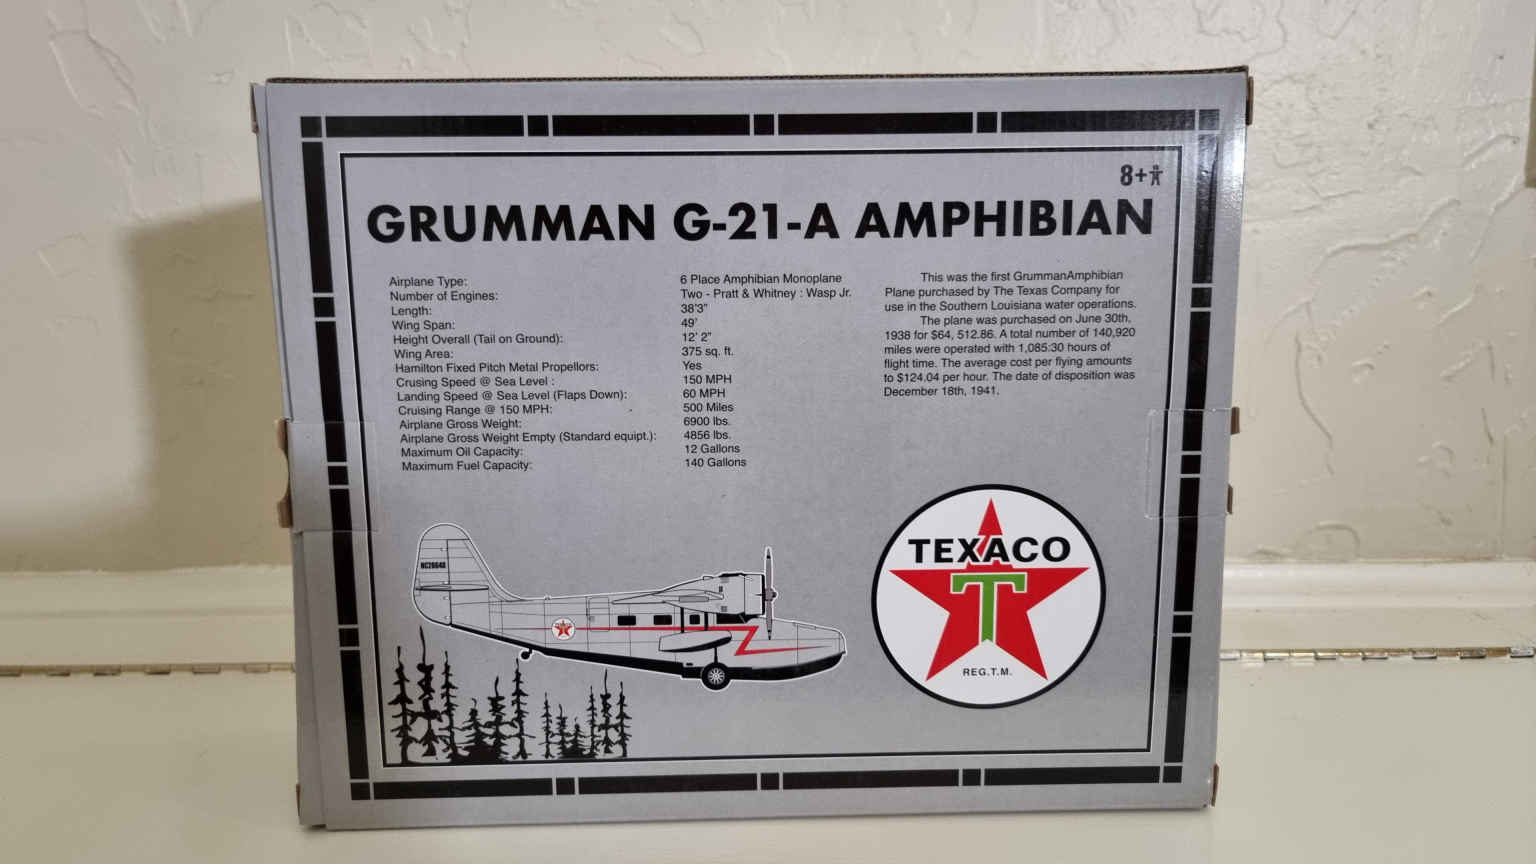 8+
GRUMMAN G-21-A AMPHIBIAN
Airplane Type: 6 Place Amphibian Monoplane
Number of Engines: Two - Pratt & Whitney : Wasp Jr.
Length: 38'3"
Wing Span: 49'
Height Overall (Tail on Ground): 12' 2"
Wing Area: 375 sq. ft.
Hamilton Fixed Pitch Metal Propellors: Yes
Crusing Speed @ Sea Level : 150 MPH
Landing Speed @ Sea Level (Flaps Down): 60 MPH
Cruising Range @ 150 MPH: 500 Miles
Airplane Gross Weight: 6900 lbs.
Airplane Gross Weight Empty (Standard equipt.): 4856 lbs.
Maximum Oil Capacity: 12 Gallons
Maximum Fuel Capacity: 140 Gallons
This was the first GrummanAmphibian
Plane purchased by The Texas Company for
use in the Southern Louisiana water operations.
The plane was purchased on June 30th,
1938 for $64, 512.86. A total number of 140,920
miles were operated with 1,085:30 hours of
flight time. The average cost per flying amounts
to $124.04 per hour. The date of disposition was
December 18th, 1941.
NC20648
TEXACO
T
REG.T.M.